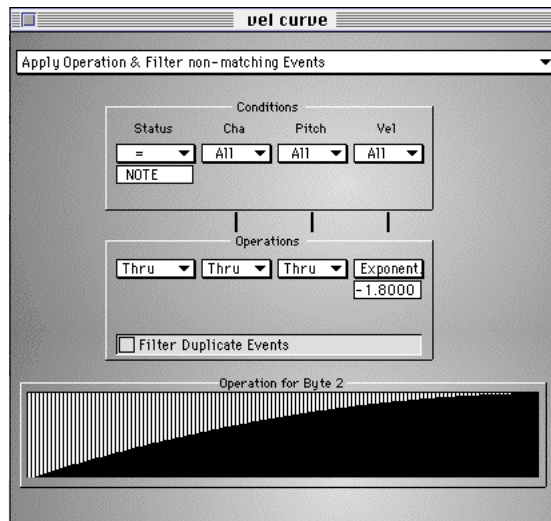 vel curve
Apply Operation & Filter non-matching Events
Conditions
Status Cha Pitch Vel
= All All All
NOTE
Operations
Thru Thru Thru Exponent.
-1.8000
Filter Duplicate Events
Operation for Byte 2